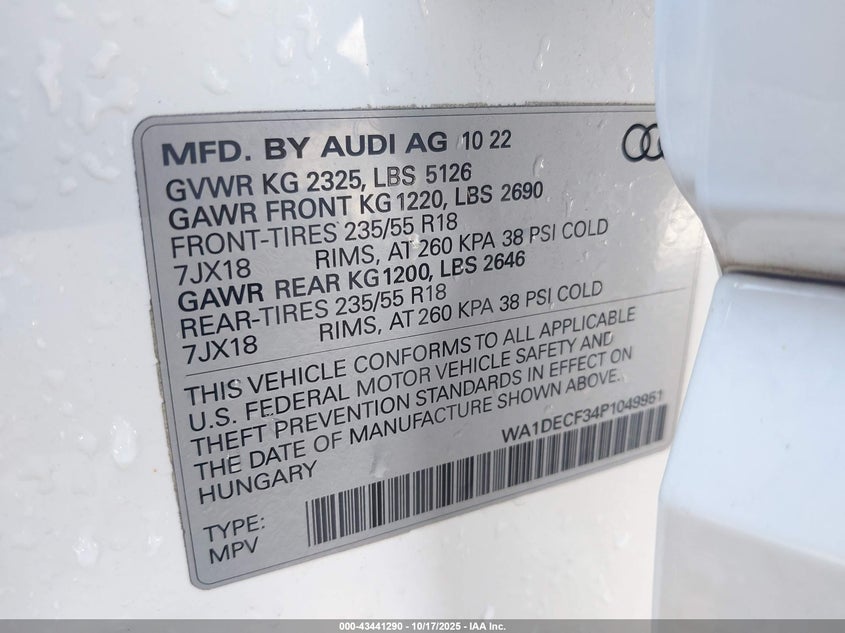 MFD. BY AUDI AG 10 22
GVWR KG 2325, LBS 5126
GAWR FRONT KG 1220, LBS 2690
FRONT-TIRES 235/55 R18
7JX18 RIMS, AT 260 KPA 38 PSI COLD
GAWR REAR KG 1200, LBS 2646
REAR-TIRES 235/55 R18
7JX18 RIMS, AT 260 KPA 38 PSI COLD
THIS VEHICLE CONFORMS TO ALL APPLICABLE
U.S. FEDERAL MOTOR VEHICLE SAFETY AND
THEFT PREVENTION STANDARDS IN EFFECT ON
THE DATE OF MANUFACTURE SHOWN ABOVE.
HUNGARY
WA1DECF34P1049951
TYPE:
MPV
000-43441290 - 10/17/2025 - IAA Inc.